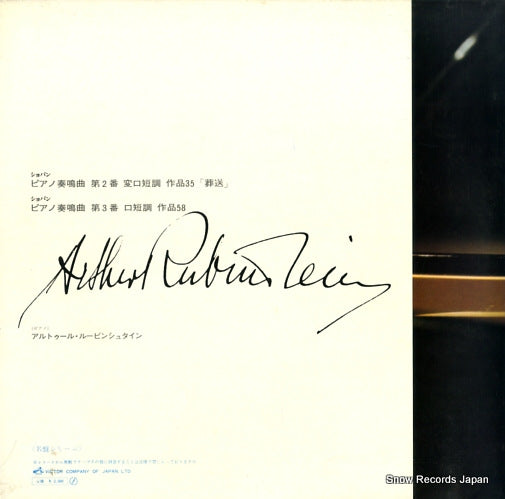 ショパン
ピアノ奏鳴曲 第2番 変ロ短調 作品35「葬送」
ショパン
ピアノ奏鳴曲 第3番 ロ短調 作品58
Arthur Rubinstein
(ピアノ)
アルトゥール・ルービンシュタイン
VICTOR COMPANY OF JAPAN, LTD
Snow Records Japan